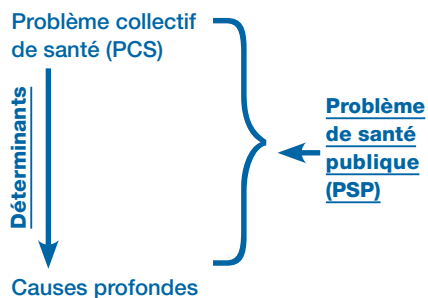 Problème collectif
de santé (PCS)
Déterminants
Problème
de santé
publique
(PSP)
Causes profondes